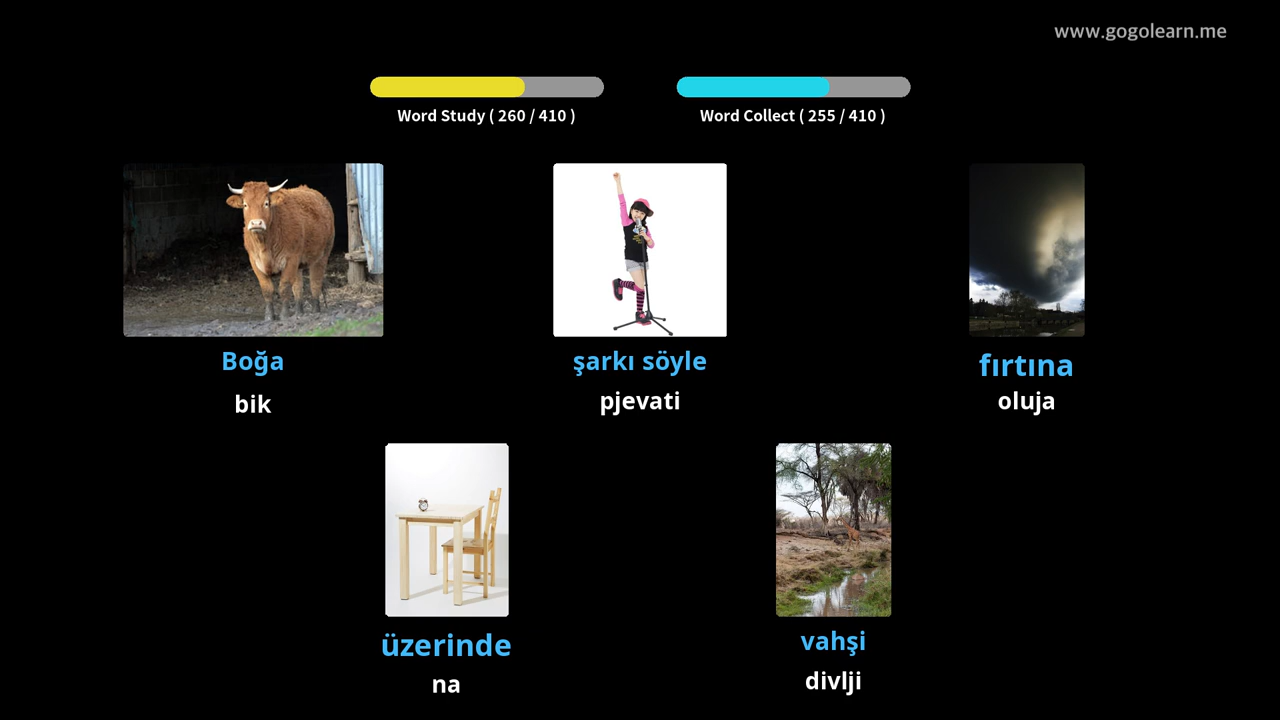 www.gogolearn.me
Word Study ( 260 / 410 )
Word Collect ( 255 / 410 )
Boğa
bik
şarkı söyle
pjevati
fırtına
oluja
üzerinde
na
vahşi
divlji